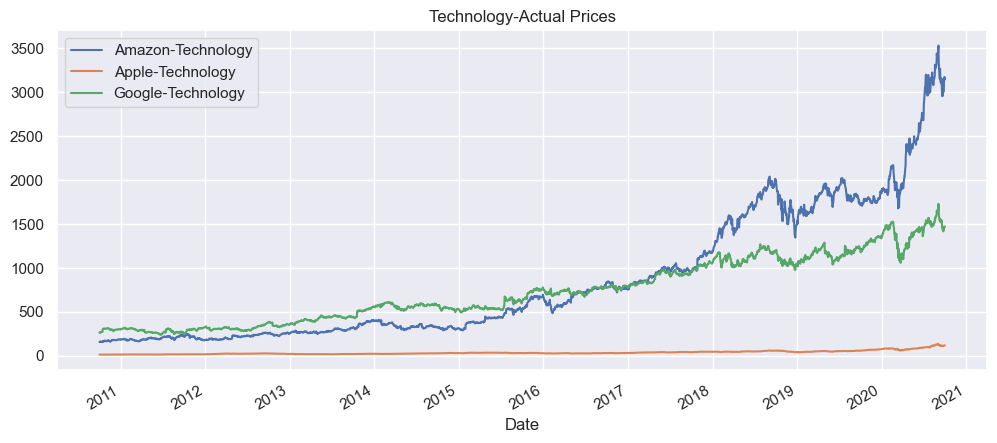 Technology-Actual Prices
Amazon-Technology
Apple-Technology
Google-Technology
3500
3000
2500
2000
1500
1000
500
0
2011 2012 2013 2014 2015 2016 2017 2018 2019 2020 2021
Date